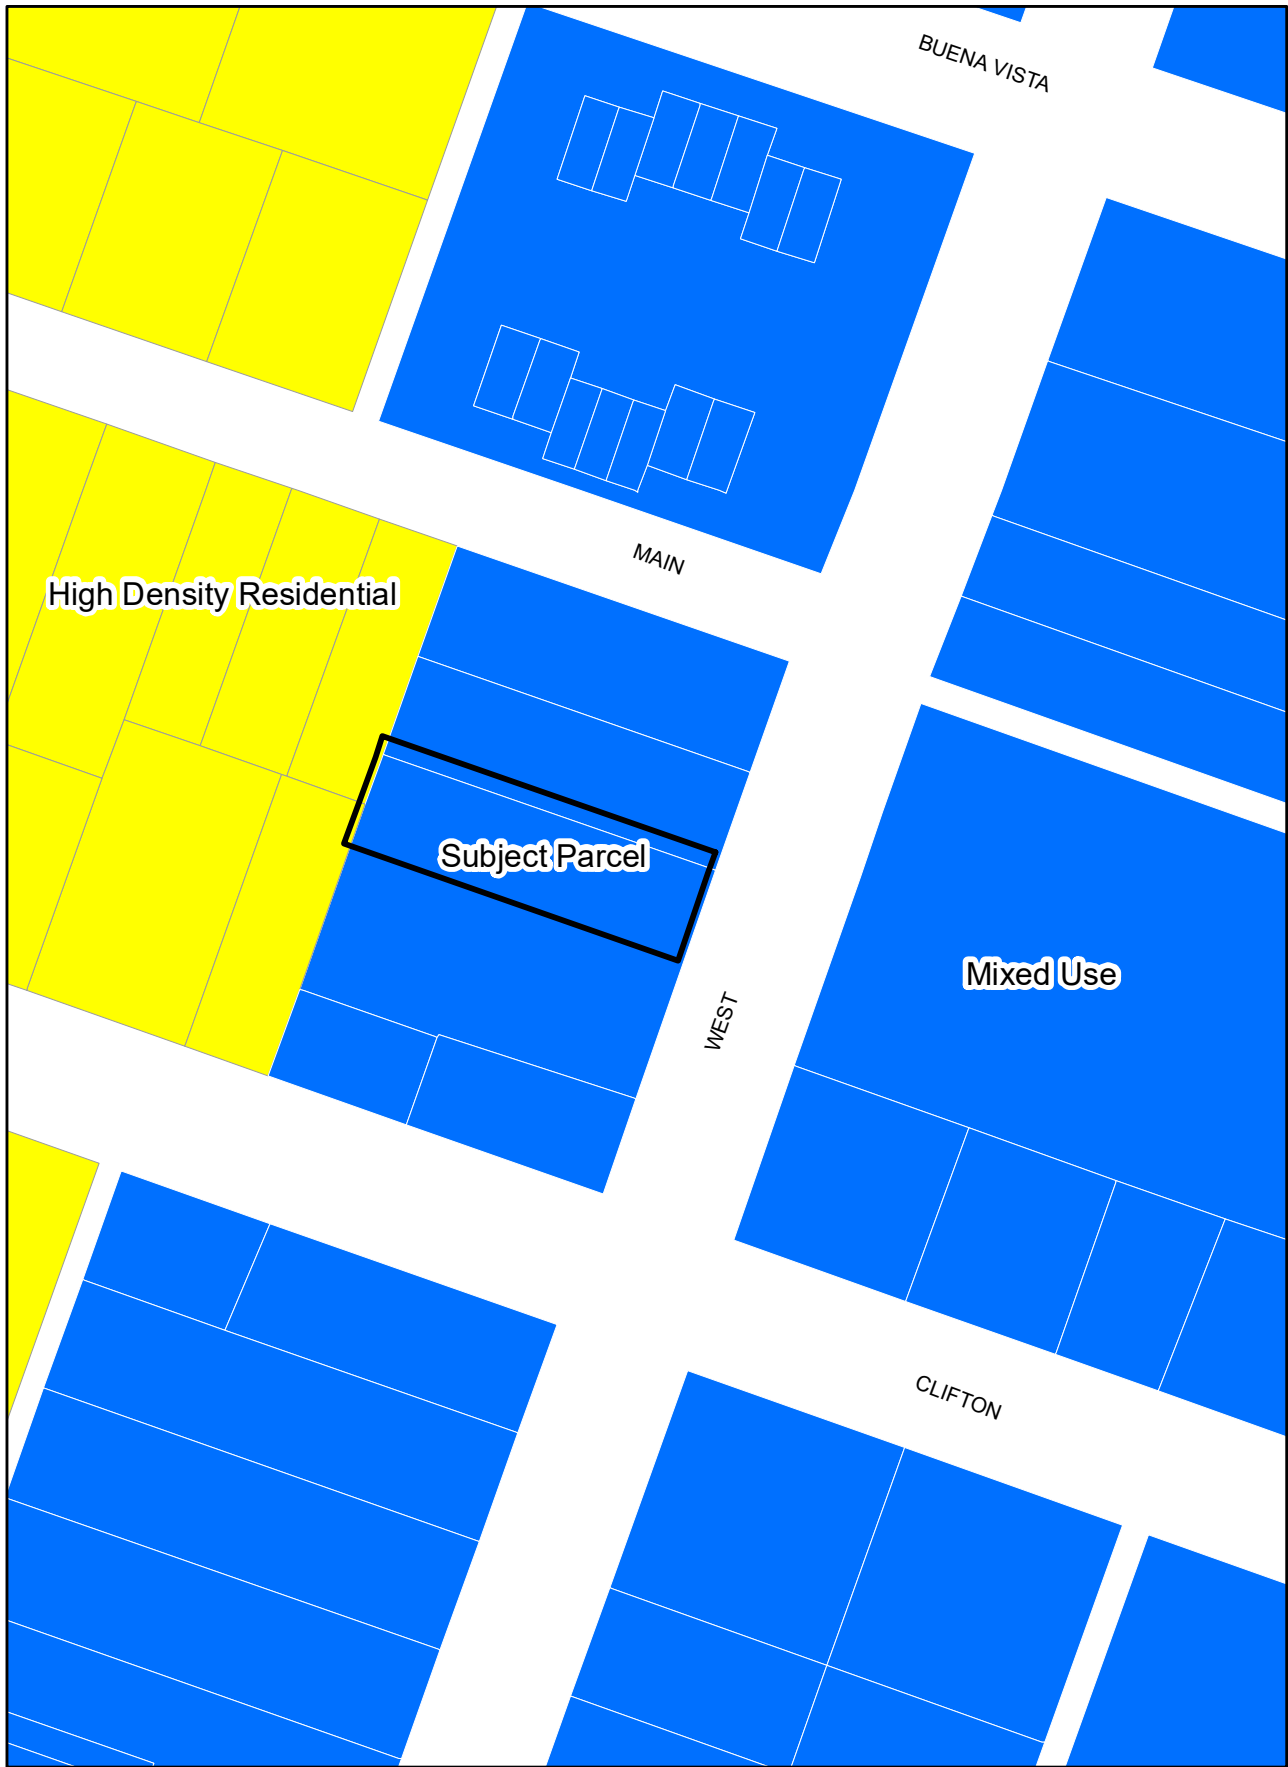 BUENA VISTA
MAIN
High Density Residential
Subject Parcel
Mixed Use
WEST
CLIFTON